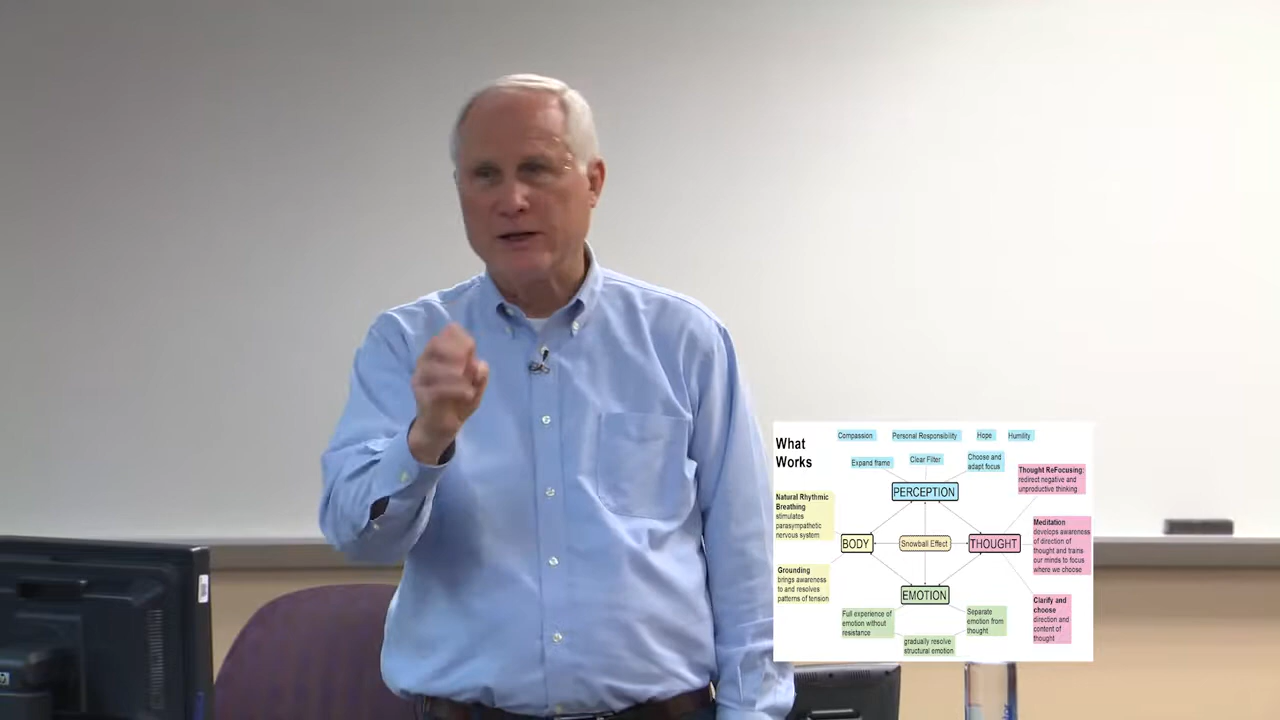 What
Works
Compassion
Personal Responsibility
Hope
Humility
Expand frame
Clear Filter
Choose and
adapt focus
PERCEPTION
Thought ReFocusing:
redirect negative and
unproductive thinking
Natural Rhythmic
Breathing
stimulates
parasympathetic
nervous system
BODY
Snowball Effect
THOUGHT
Meditation
develops awareness
of direction of
thought and trains
our minds to focus
where we choose
Grounding
brings awareness
to and resolves
patterns of tension
EMOTION
Full experience of
emotion without
resistance
Separate
emotion from
thought
gradually resolve
structural emotion
Clarify and
choose
direction and
content of
thought
hp